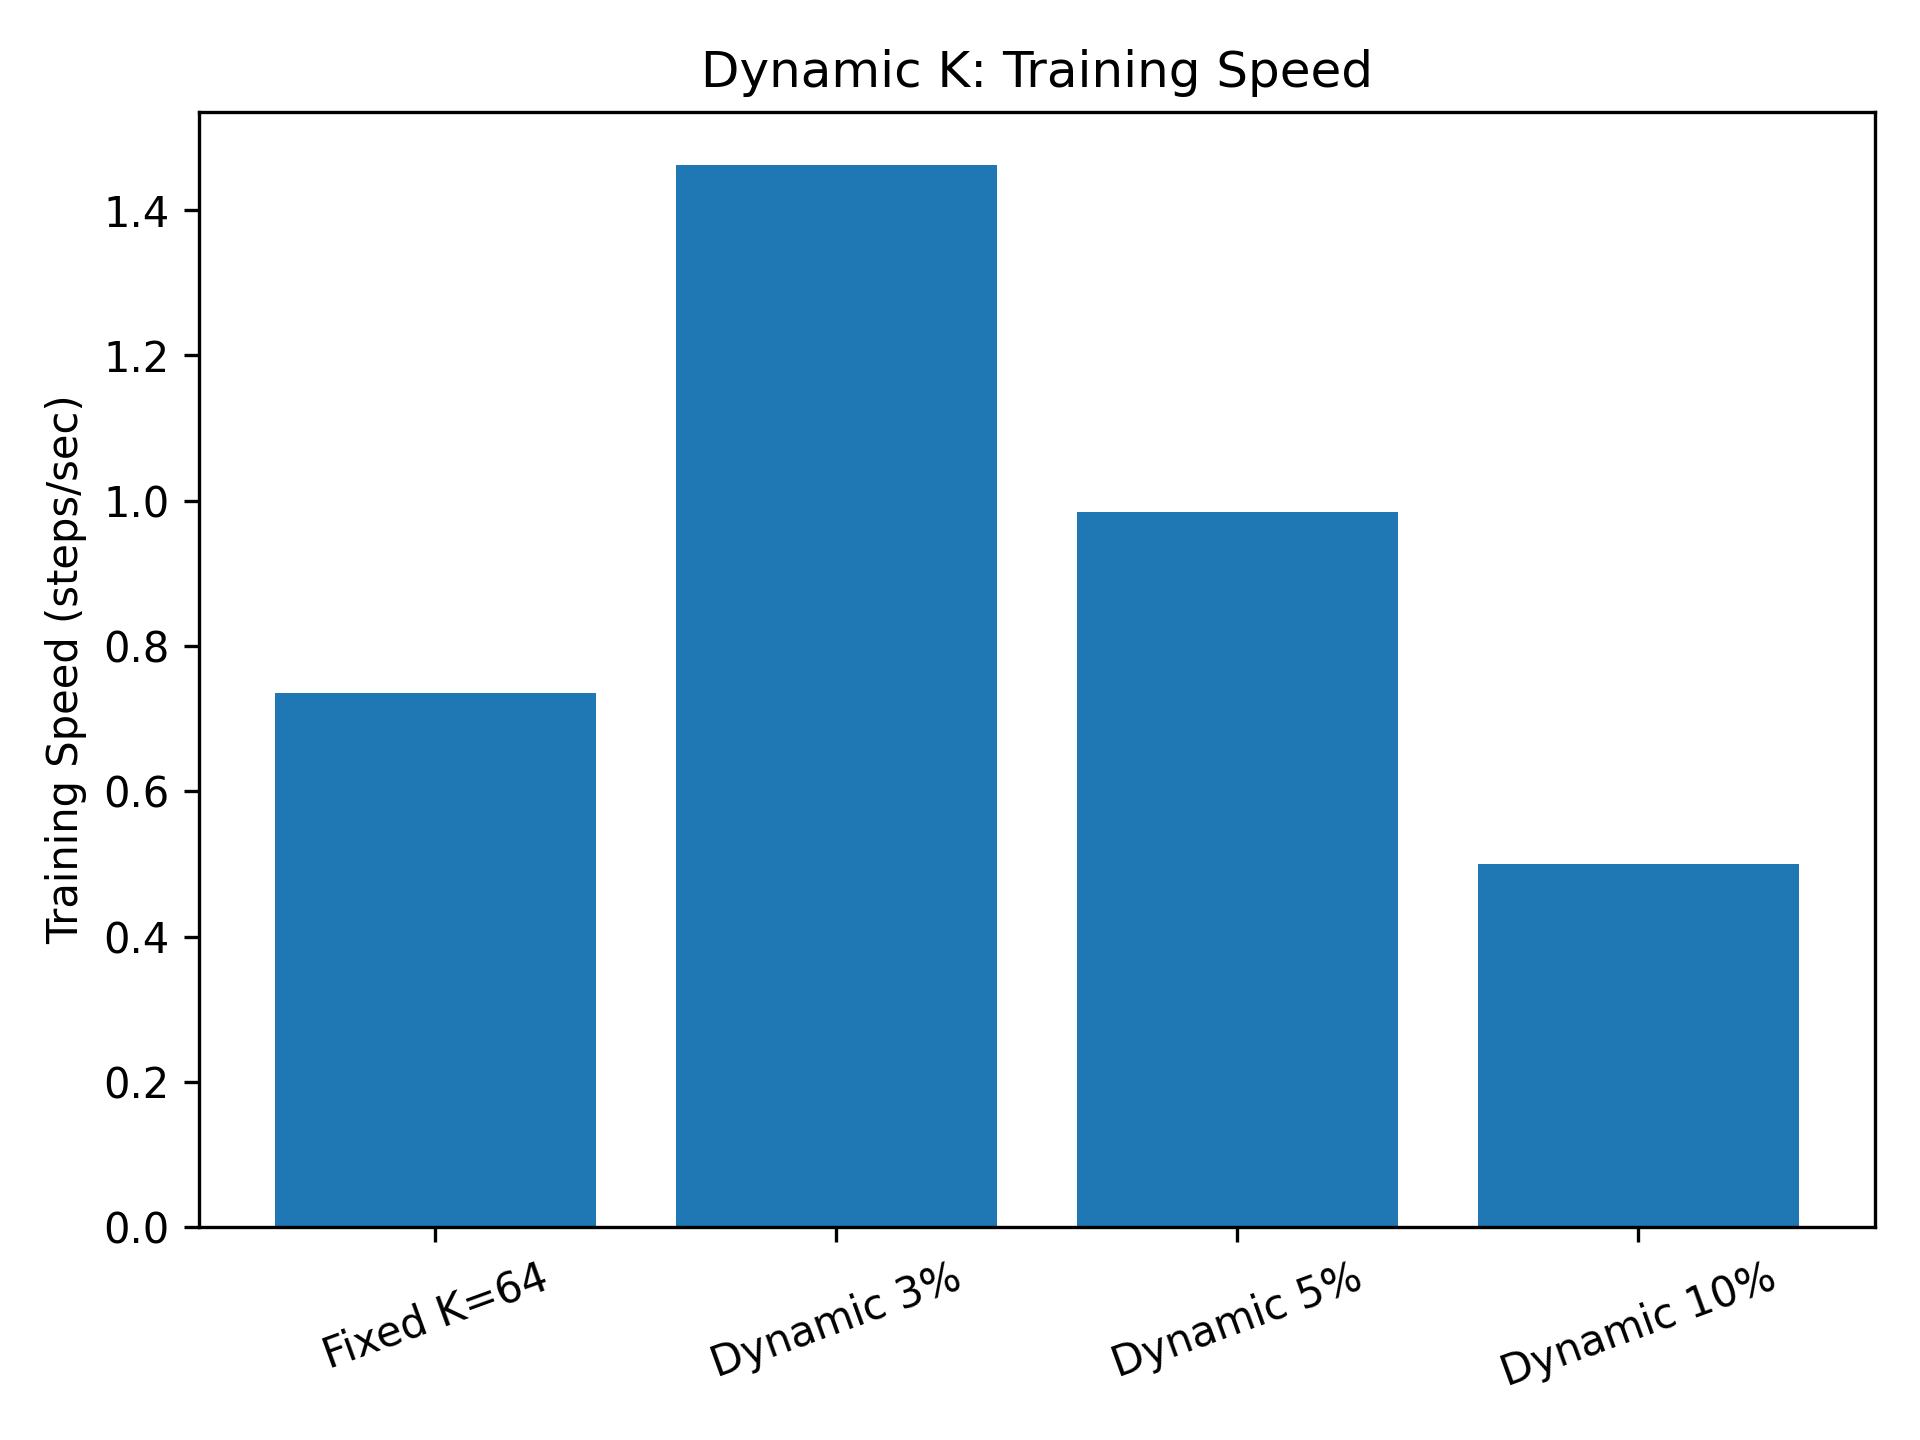 Dynamic K: Training Speed
Training Speed (steps/sec)
1.4
1.2
1.0
0.8
0.6
0.4
0.2
0.0
Fixed K=64
Dynamic 3%
Dynamic 5%
Dynamic 10%